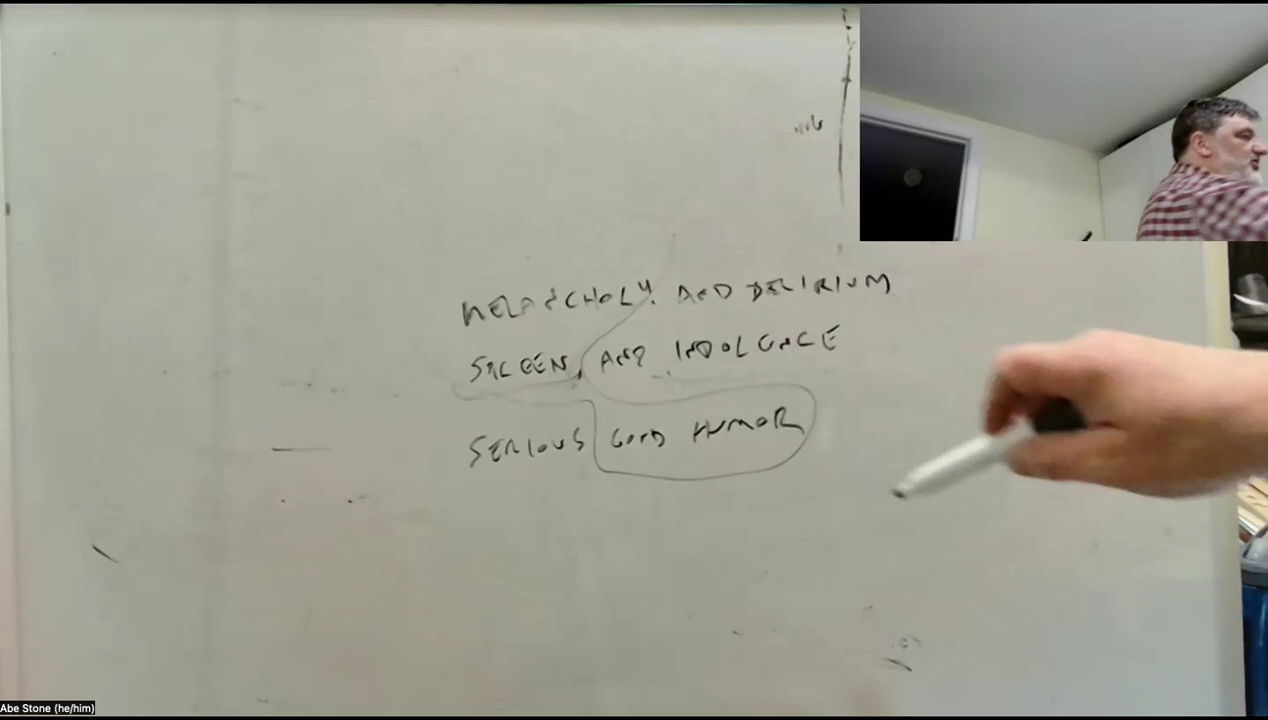 MELANCHOLY. AND DELIRIUM
SPLEEN, AND INDOLENCE
SERIOUS GOOD HUMOR
Abe Stone (he/him)